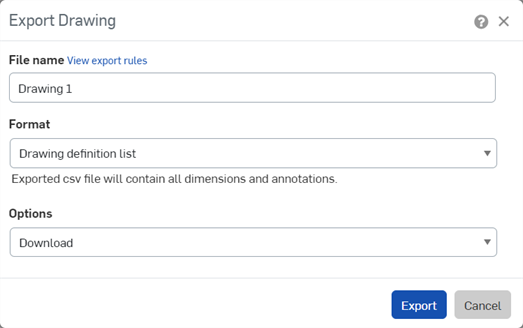 Export Drawing
File name View export rules
Drawing 1
Format
Drawing definition list
Exported csv file will contain all dimensions and annotations.
Options
Download
Export Cancel